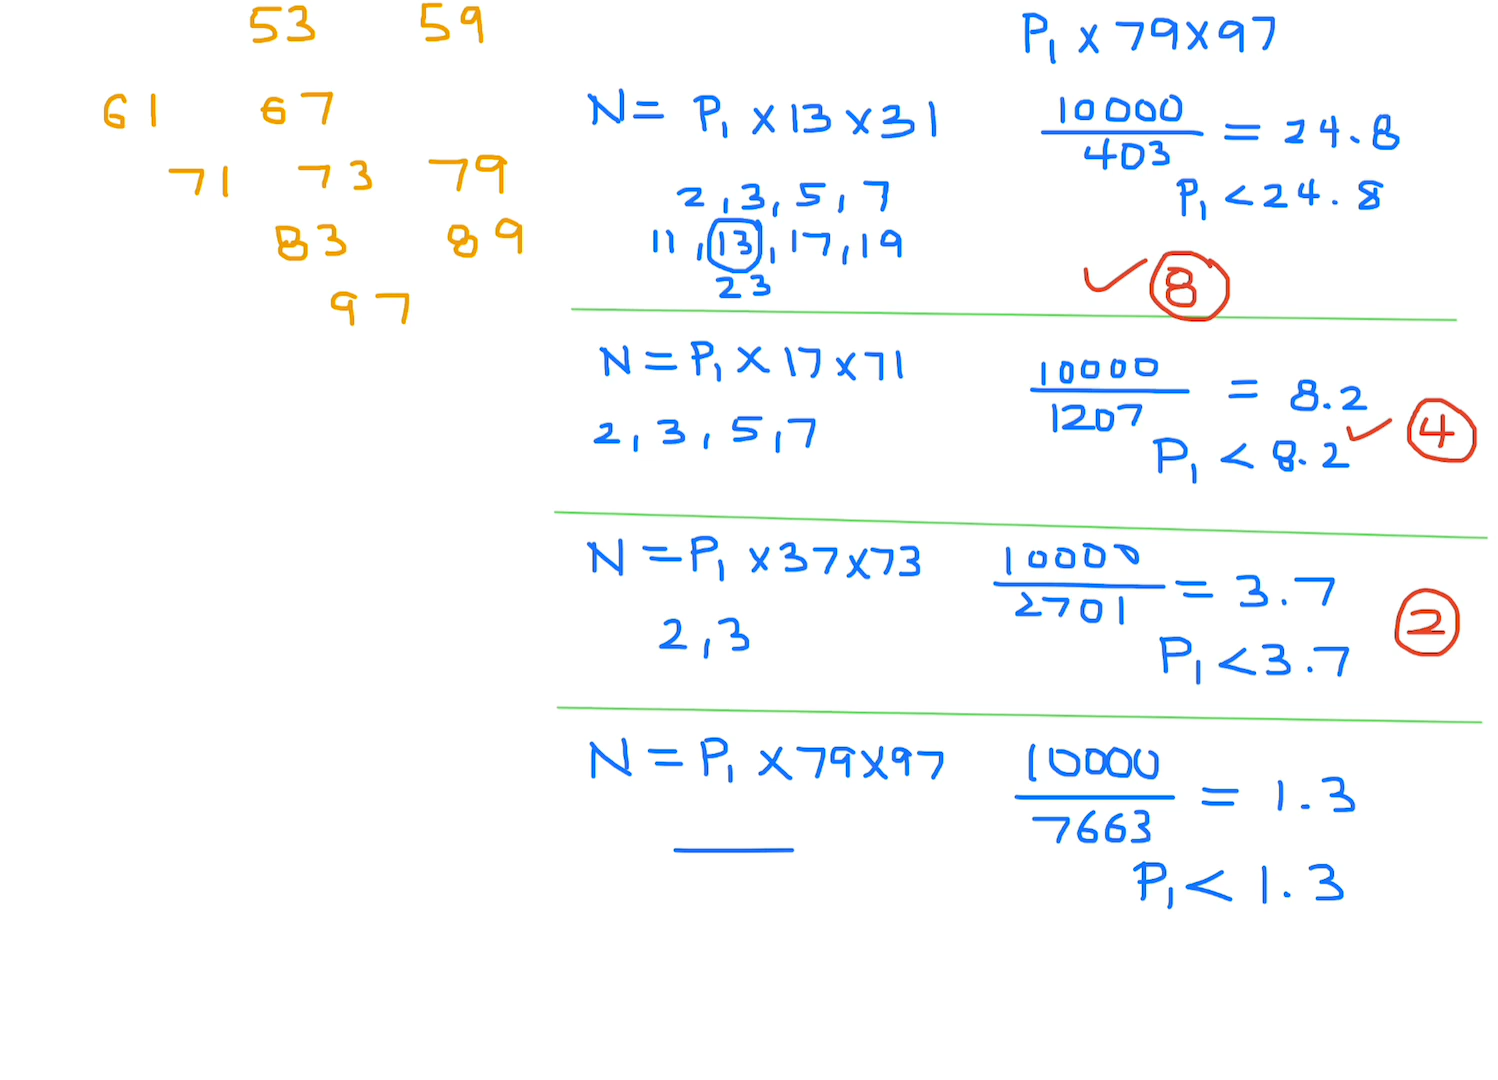 53 59
61 67
71 73 79
83 89
97
P₁ × 79 × 97
N = P₁ × 13 × 31
10000/403 = 24.8
P₁ < 24.8
2, 3, 5, 7
11, 13, 17, 19
23
✓ 8
N = P₁ × 17 × 71
10000/1207 = 8.2
P₁ < 8.2 ✓ 4
2, 3, 5, 7
N = P₁ × 37 × 73
10000/2701 = 3.7
P₁ < 3.7
2
2, 3
N = P₁ × 79 × 97
10000/7663 = 1.3
P₁ < 1.3